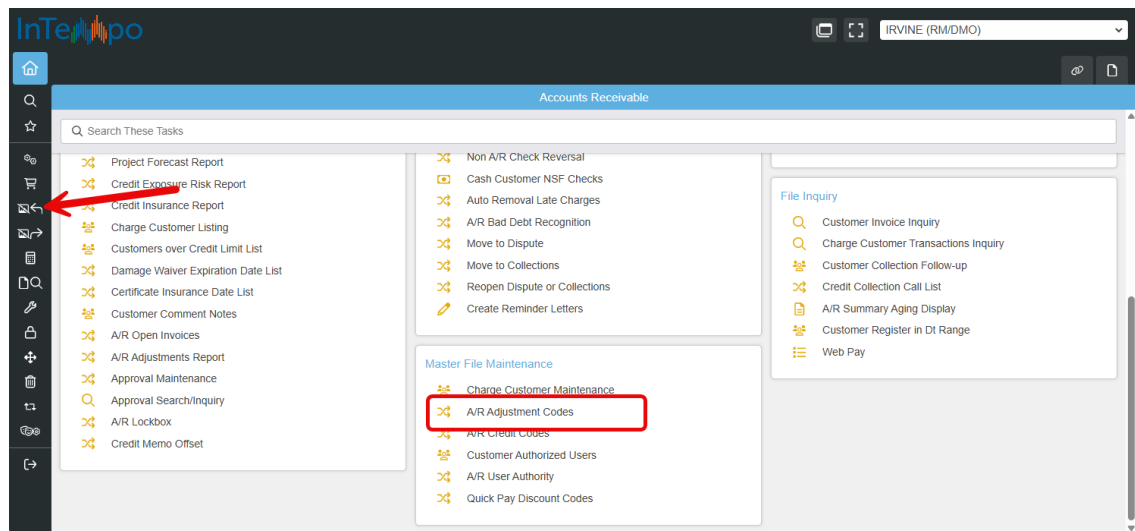 InTempo
IRVINE (RM/DMO)
Accounts Receivable
Search These Tasks
Project Forecast Report
Credit Exposure Risk Report
Credit Insurance Report
Charge Customer Listing
Customers over Credit Limit List
Damage Waiver Expiration Date List
Certificate Insurance Date List
Customer Comment Notes
A/R Open Invoices
A/R Adjustments Report
Approval Maintenance
Approval Search/Inquiry
A/R Lockbox
Credit Memo Offset
Non A/R Check Reversal
Cash Customer NSF Checks
Auto Removal Late Charges
A/R Bad Debt Recognition
Move to Dispute
Move to Collections
Reopen Dispute or Collections
Create Reminder Letters
Master File Maintenance
Charge Customer Maintenance
A/R Adjustment Codes
A/R Credit Codes
Customer Authorized Users
A/R User Authority
Quick Pay Discount Codes
File Inquiry
Customer Invoice Inquiry
Charge Customer Transactions Inquiry
Customer Collection Follow-up
Credit Collection Call List
A/R Summary Aging Display
Customer Register in Dt Range
Web Pay